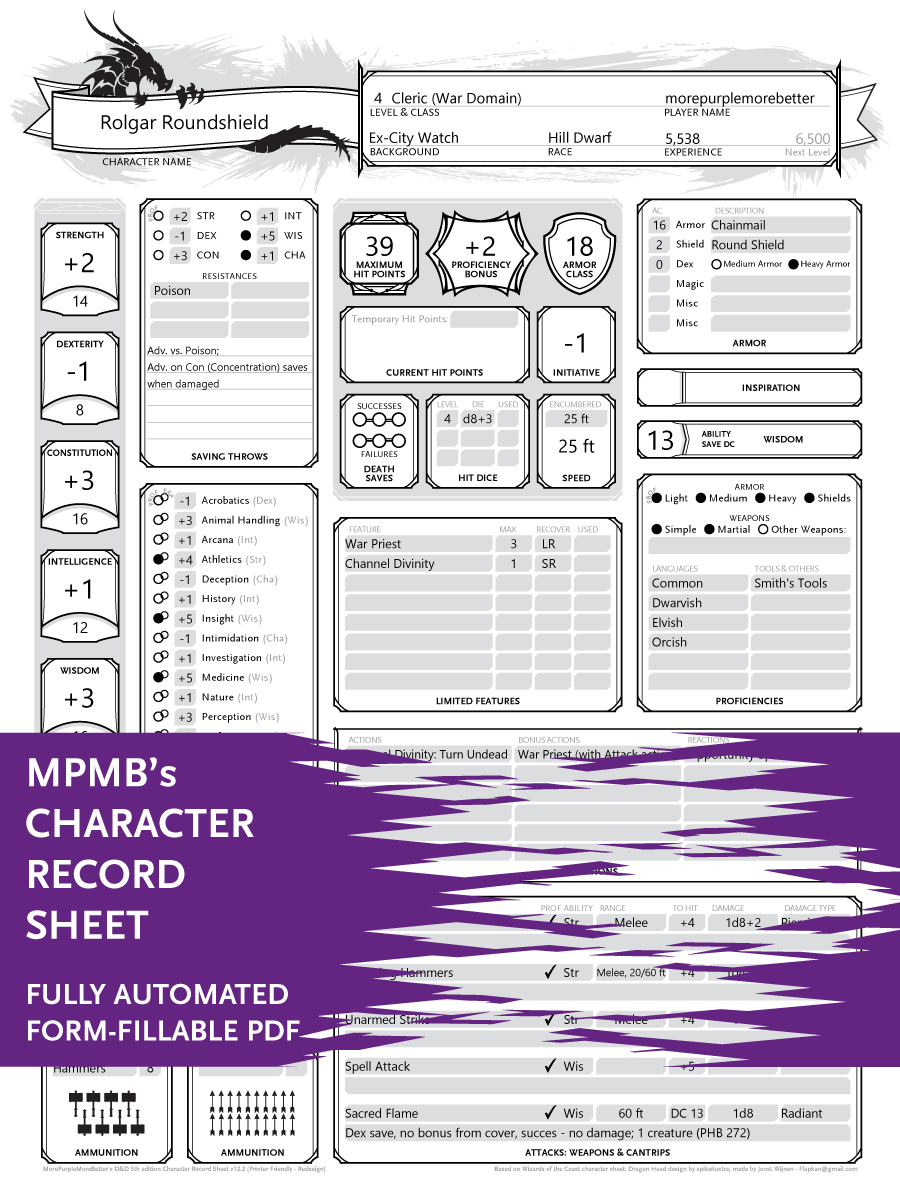 Rolgar Roundshield
CHARACTER NAME
4 Cleric (War Domain) morepurplemorebetter
LEVEL & CLASS PLAYER NAME
Ex-City Watch Hill Dwarf 5,538 6,500
BACKGROUND RACE EXPERIENCE Next Level
STRENGTH
+2
14
DEXTERITY
-1
8
CONSTITUTION
+3
16
INTELLIGENCE
+1
12
WISDOM
+3
PROF
+2 STR +1 INT
-1 DEX +5 WIS
+3 CON +1 CHA
RESISTANCES
Poison
Adv. vs. Poison;
Adv. on Con (Concentration) saves
when damaged
SAVING THROWS
-1 Acrobatics (Dex)
+3 Animal Handling (Wis)
+1 Arcana (Int)
+4 Athletics (Str)
-1 Deception (Cha)
+1 History (Int)
+5 Insight (Wis)
-1 Intimidation (Cha)
+1 Investigation (Int)
+5 Medicine (Wis)
+1 Nature (Int)
+3 Perception (Wis)
39
MAXIMUM
HIT POINTS
+2
PROFICIENCY
BONUS
18
ARMOR
CLASS
Temporary Hit Points:
CURRENT HIT POINTS
-1
INITIATIVE
SUCCESSES
FAILURES
DEATH
SAVES
LEVEL DIE USED
4 d8+3
HIT DICE
ENCUMBERED
25 ft
25 ft
SPEED
FEATURE MAX RECOVER USED
War Priest 3 LR
Channel Divinity 1 SR
LIMITED FEATURES
AC DESCRIPTION
16 Armor Chainmail
2 Shield Round Shield
0 Dex Medium Armor Heavy Armor
Magic
Misc
Misc
ARMOR
INSPIRATION
13 ABILITY
SAVE DC WISDOM
ARMOR
PROF
Light Medium Heavy Shields
WEAPONS
Simple Martial Other Weapons:
LANGUAGES TOOLS & OTHERS
Common Smith's Tools
Dwarvish
Elvish
Orcish
PROFICIENCIES
ACTIONS BONUS ACTIONS REACTIONS
Divinity: Turn Undead War Priest (with Attack
MPMB's
CHARACTER
RECORD
SHEET
FULLY AUTOMATED
FORM-FILLABLE PDF
PROF ABILITY RANGE TO HIT DAMAGE DAMAGE TYPE
Str Melee +4 1d8+2
Hammers Str Melee, 20/60 ft +4
Unarmed Strike Str Melee +4
Spell Attack Wis +5
Sacred Flame Wis 60 ft DC 13 1d8 Radiant
Dex save, no bonus from cover, succes - no damage; 1 creature (PHB 272)
ATTACKS: WEAPONS & CANTRIPS
Hammers 8
AMMUNITION
AMMUNITION
MorePurpleMoreBetter's D&D 5th edition Character Record Sheet v12.2 (Printer Friendly - Redesign)
Based on Wizards of the Coast character sheet; Dragon Head design by spikailustra; made by Joost Wijnen - Flapkan@gmail.com